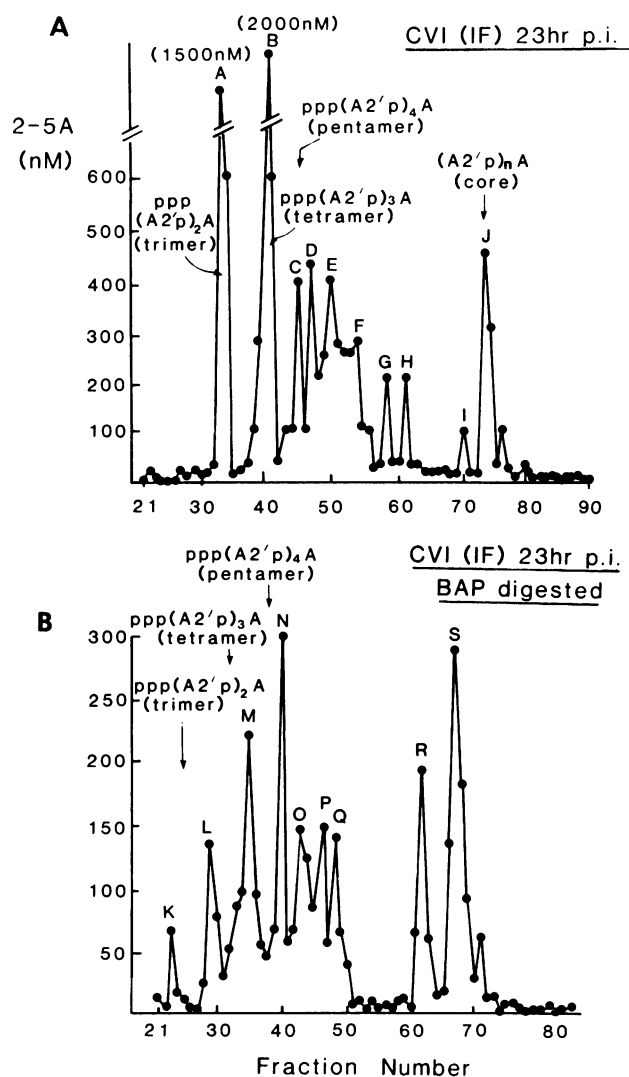 A
(1500nM)
A
(2000nM)
B
CVI (IF) 23hr p.i.
2-5A
(nM)
ppp(A2'p)₄A
(pentamer)
(A2'p)nA
(core)
ppp
(A2'p)₂A
(trimer)
ppp(A2'p)₃A
(tetramer)
600
500
400
300
200
100
C
D
E
F
G
H
I
J
21 30 40 50 60 70 80 90
B
ppp(A2'p)₄A
(pentamer)
CVI (IF) 23hr p.i.
BAP digested
ppp(A2'p)₃A
(tetramer)
ppp(A2'p)₂A
(trimer)
300
250
200
150
100
50
K
L
M
N
O
P
Q
R
S
21 30 40 50 60 70 80
Fraction Number